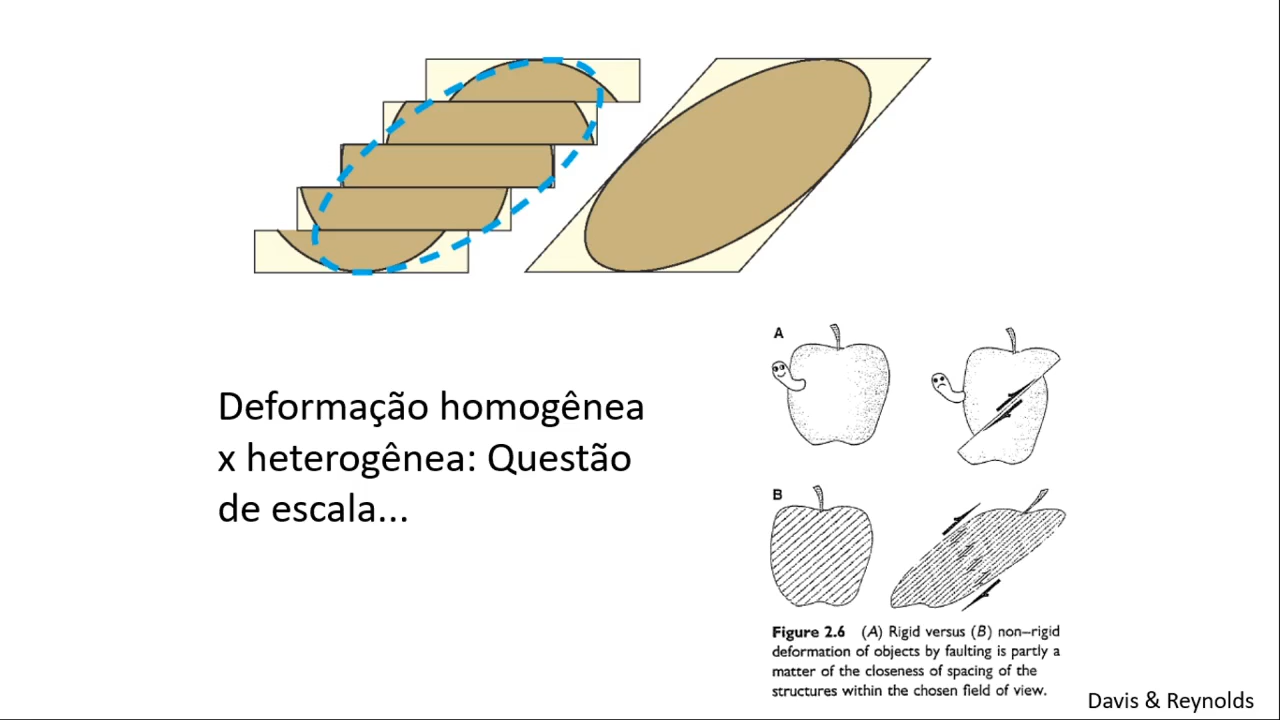 Deformação homogênea
x heterogênea: Questão
de escala...
A
B
Figure 2.6 (A) Rigid versus (B) non–rigid
deformation of objects by faulting is partly a
matter of the closeness of spacing of the
structures within the chosen field of view.
Davis & Reynolds